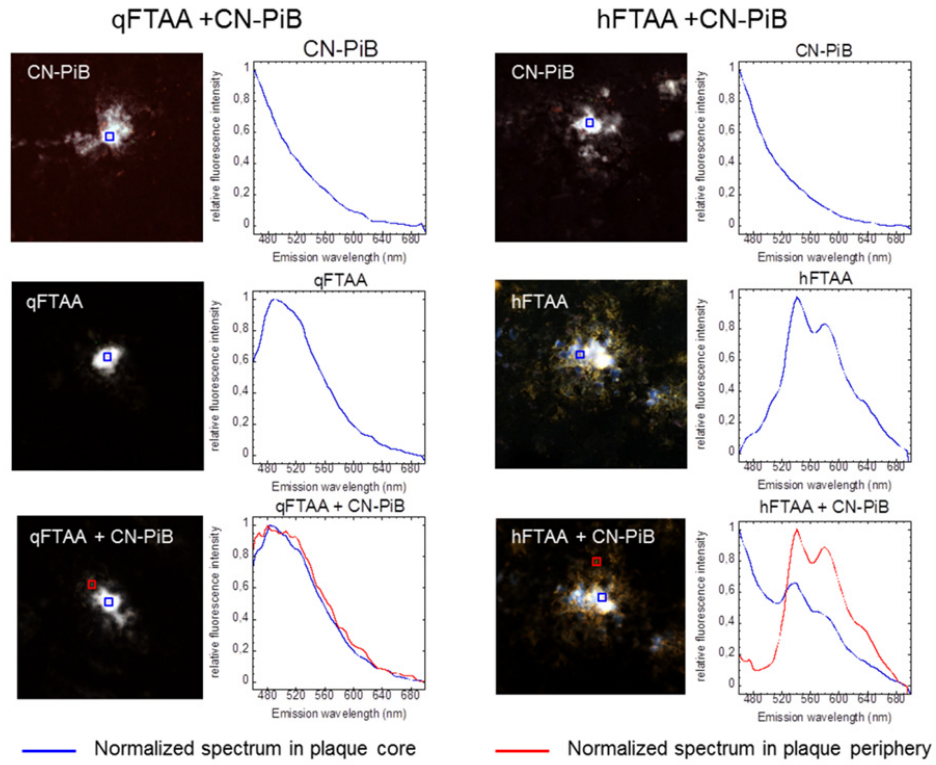 qFTAA +CN-PiB
hFTAA +CN-PiB
CN-PiB
CN-PiB
relative fluorescence intensity
1
0.8
0.6
0.4
0.2
0
480 520 560 600 640 680
Emission wavelength (nm)
CN-PiB
CN-PiB
relative fluorescence intensity
1
0.8
0.6
0.4
0.2
0
480 520 560 600 640 680
Emission wavelength (nm)
qFTAA
qFTAA
relative fluorescence intensity
1
0.8
0.6
0.4
0.2
0
480 520 560 600 640 680
Emission wavelength (nm)
hFTAA
hFTAA
relative fluorescence intensity
1
0.8
0.6
0.4
0.2
0
480 520 560 600 640 680
Emission wavelength (nm)
qFTAA + CN-PiB
qFTAA + CN-PiB
relative fluorescence intensity
1
0.8
0.6
0.4
0.2
0
480 520 560 600 640 680
Emission wavelength (nm)
hFTAA + CN-PiB
hFTAA + CN-PiB
relative fluorescence intensity
1
0.8
0.6
0.4
0.2
0
480 520 560 600 640 680
Emission wavelength (nm)
Normalized spectrum in plaque core
Normalized spectrum in plaque periphery